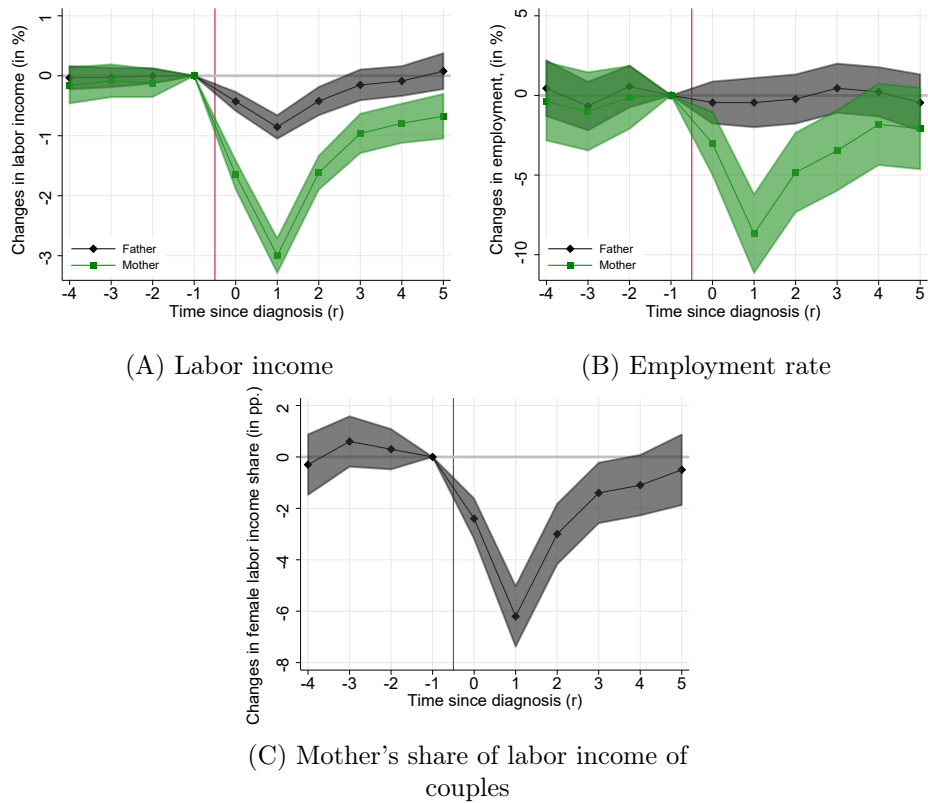 Changes in labor income (in %)
1
0
-1
-2
-3
Father
Mother
-4 -3 -2 -1 0 1 2 3 4 5
Time since diagnosis (r)
(A) Labor income
Changes in employment, (in %)
5
0
-5
-10
Father
Mother
-4 -3 -2 -1 0 1 2 3 4 5
Time since diagnosis (r)
(B) Employment rate
Changes in female labor income share (in pp.)
2
0
-2
-4
-6
-8
-4 -3 -2 -1 0 1 2 3 4 5
Time since diagnosis (r)
(C) Mother's share of labor income of
couples